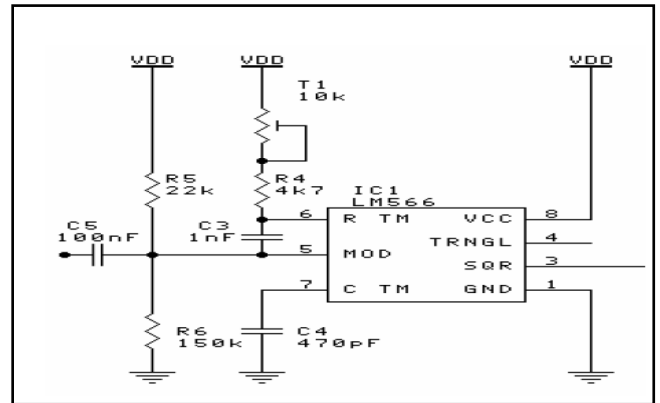 VDD VDD VDD
T1
10k
R5
22k
R4
4k7
IC1
LM566
C5
100nF
C3
1nF
6 R TM VCC 8
TRNGL 4
5 MOD
SQR 3
7 C TM GND 1
R6
150k
C4
470pF